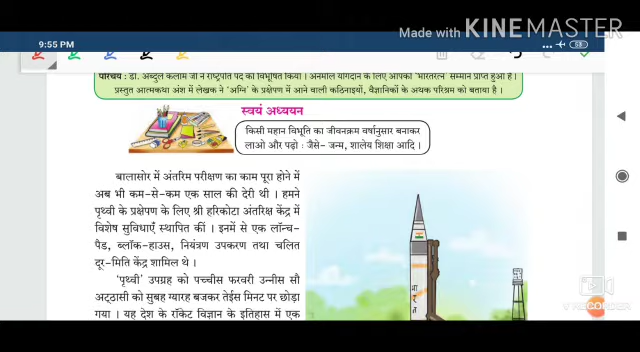 Made with KINEMASTER
9:55 PM
58
परिचय : डॉ. अब्दुल कलाम जी ने राष्ट्रपति पद को विभूषित किया । अनमोल योगदान के लिए आपको 'भारतरत्न' सम्मान प्राप्त हुआ है ।
प्रस्तुत आत्मकथा अंश में लेखक ने 'अग्नि' के प्रक्षेपण में आने वाली कठिनाइयों, वैज्ञानिकों के अथक परिश्रम को बताया है ।
स्वयं अध्ययन
किसी महान विभूति का जीवनक्रम वर्षानुसार बनाकर
लाओ और पढ़ो : जैसे- जन्म, शालेय शिक्षा आदि ।
बालासोर में अंतरिम परीक्षण का काम पूरा होने में
अब भी कम-से-कम एक साल की देरी थी । हमने
पृथ्वी के प्रक्षेपण के लिए श्री हरिकोटा अंतरिक्ष केंद्र में
विशेष सुविधाएँ स्थापित कीं । इनमें से एक लॉन्च-
पैड, ब्लॉक-हाउस, नियंत्रण उपकरण तथा चलित
दूर-मिति केंद्र शामिल थे ।
'पृथ्वी' उपग्रह को पच्चीस फरवरी उन्नीस सौ
अट्ठासी को सुबह ग्यारह बजकर तेईस मिनट पर छोड़ा
गया । यह देश के रॉकेट विज्ञान के इतिहास में एक
भा
र
त
RECORDER